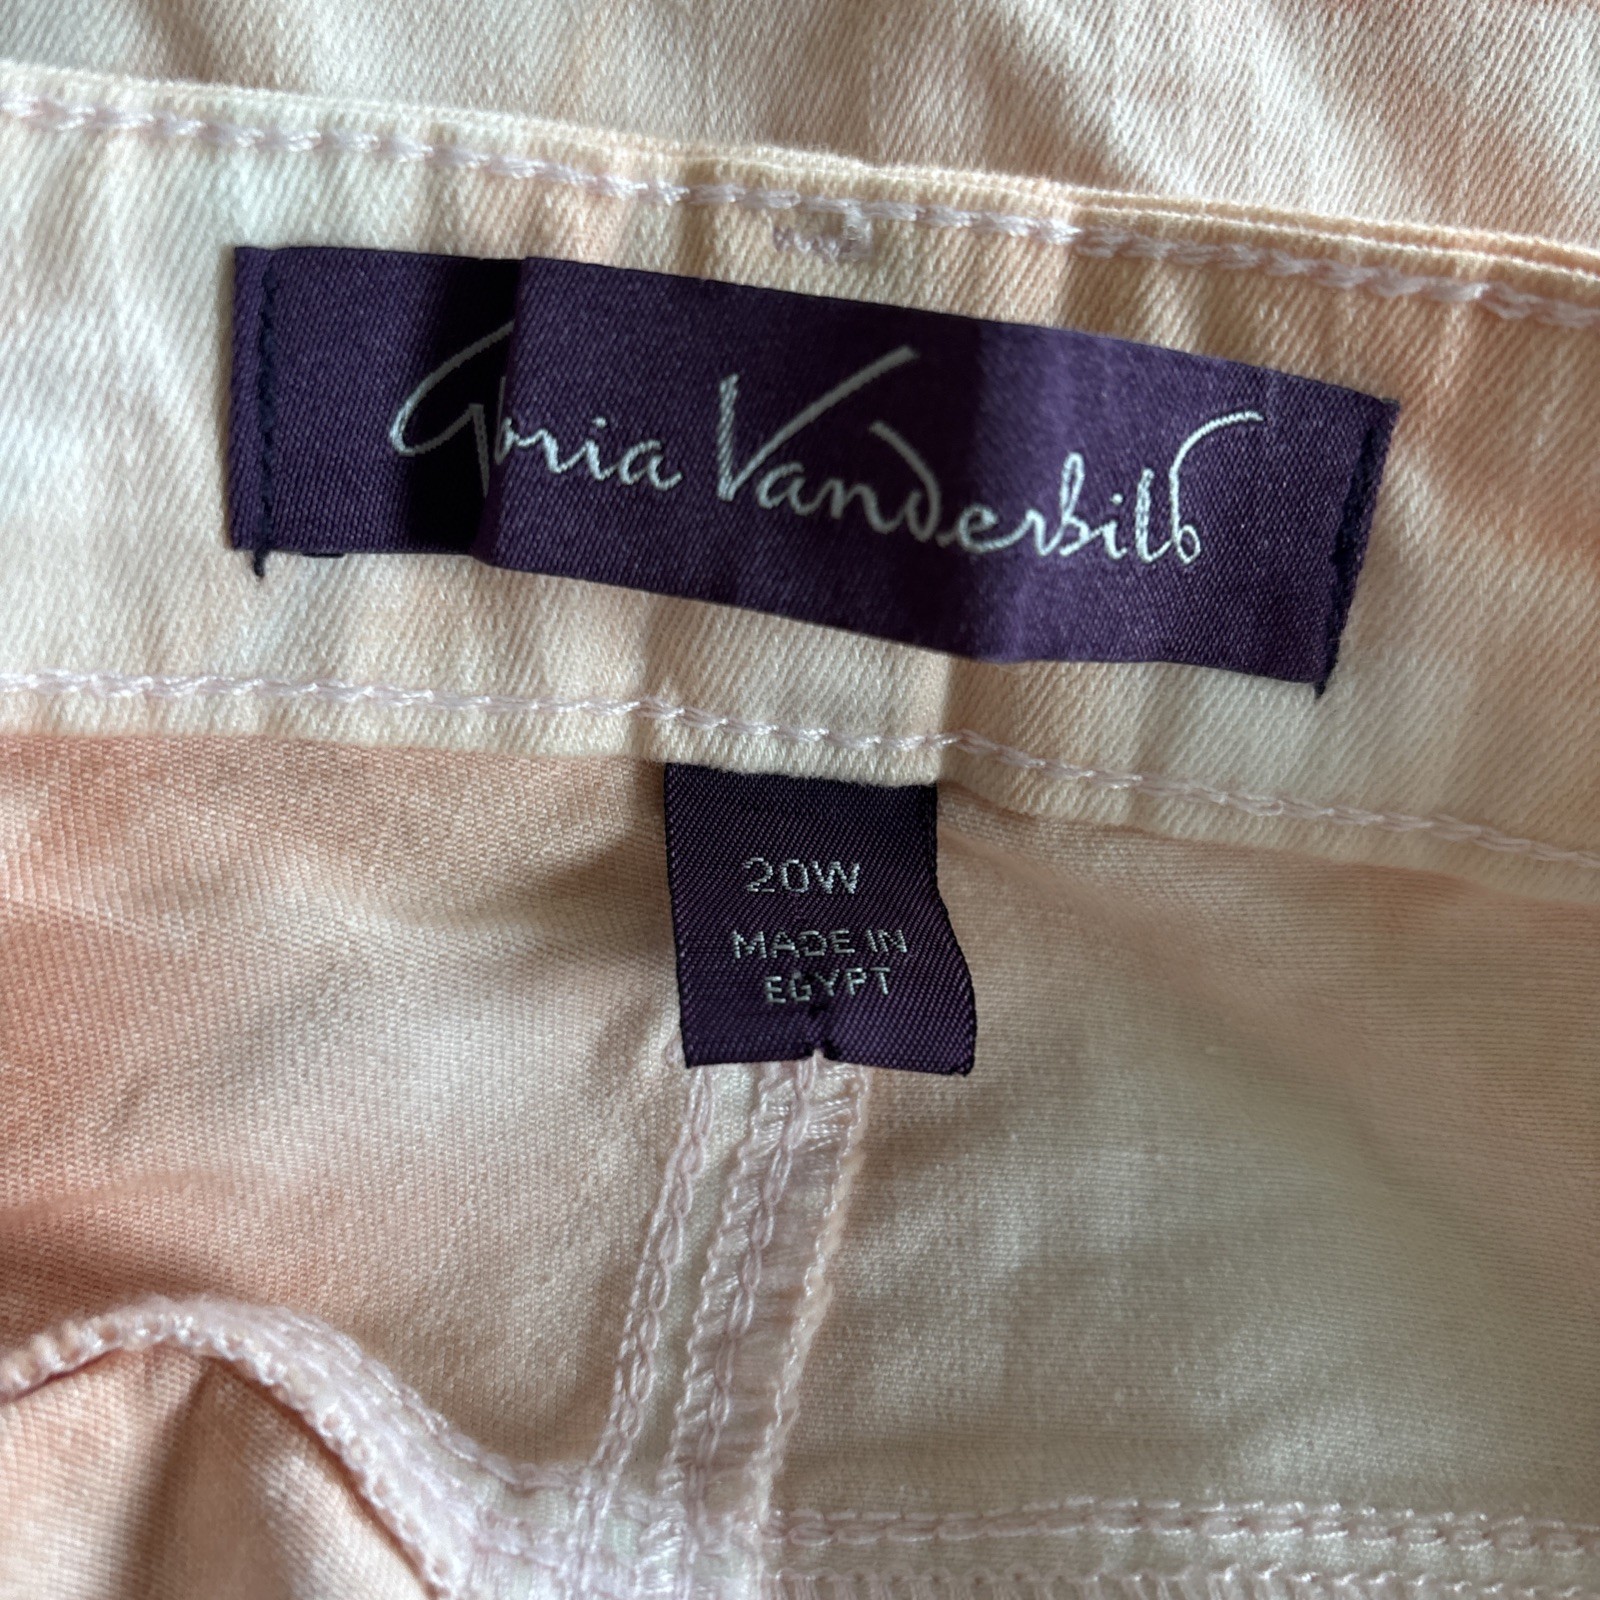 Gloria Vanderbilt
20W
MADE IN
EGYPT